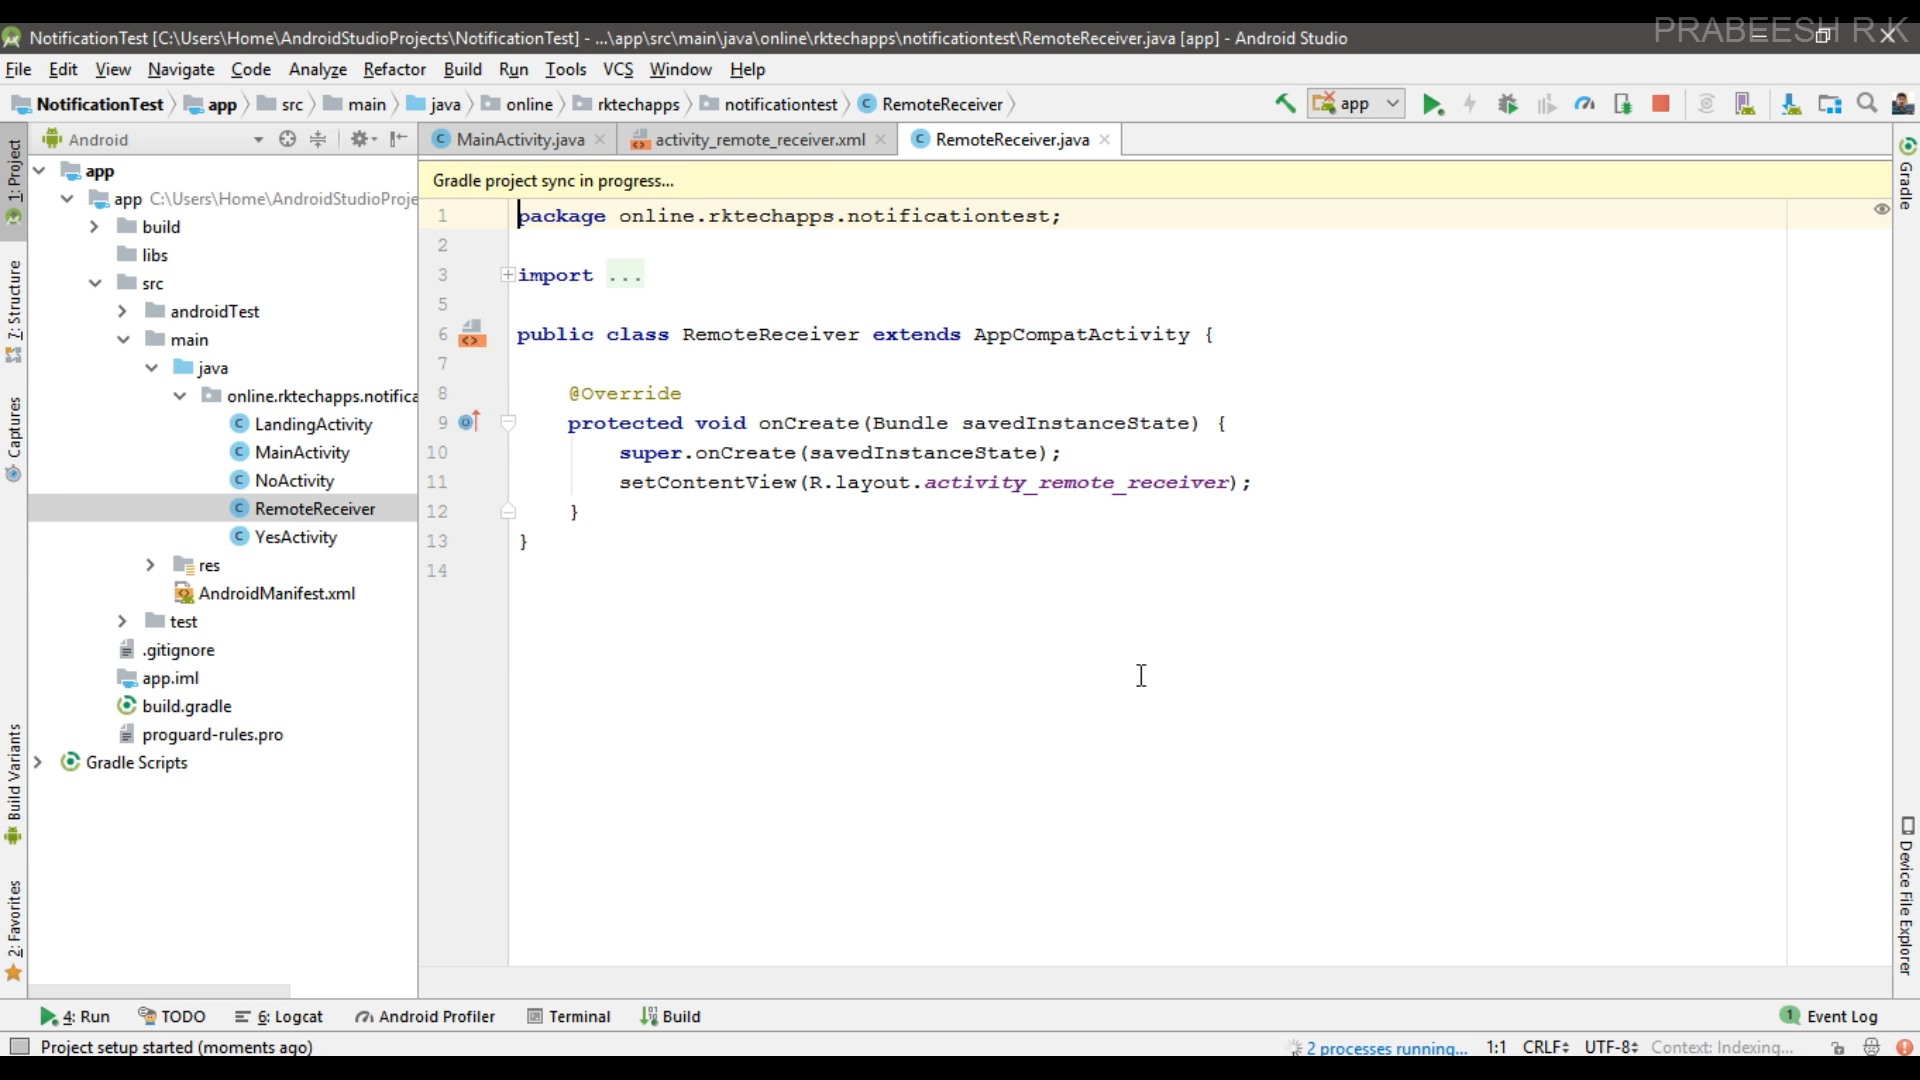 PRABEESH R K
NotificationTest [C:\Users\Home\AndroidStudioProjects\NotificationTest] - ...\app\src\main\java\online\rktechapps\notificationtest\RemoteReceiver.java [app] - Android Studio
File Edit View Navigate Code Analyze Refactor Build Run Tools VCS Window Help
NotificationTest app src main java online rktechapps notificationtest RemoteReceiver app
Android
MainActivity.java activity_remote_receiver.xml RemoteReceiver.java
Gradle project sync in progress...
1: Project
7: Structure
Captures
Build Variants
2: Favorites
app
app C:\Users\Home\AndroidStudioProje
build
libs
src
androidTest
main
java
online.rktechapps.notifica
LandingActivity
MainActivity
NoActivity
RemoteReceiver
YesActivity
res
AndroidManifest.xml
test
.gitignore
app.iml
build.gradle
proguard-rules.pro
Gradle Scripts
1 package online.rktechapps.notificationtest;
2
3 import ...
5
6 public class RemoteReceiver extends AppCompatActivity {
7
8 @Override
9 protected void onCreate(Bundle savedInstanceState) {
10 super.onCreate(savedInstanceState);
11 setContentView(R.layout.activity_remote_receiver);
12 }
13 }
14
Gradle
Device File Explorer
4: Run TODO 6: Logcat Android Profiler Terminal Build 1 Event Log
Project setup started (moments ago) 2 processes running... 1:1 CRLF UTF-8 Context: Indexing...